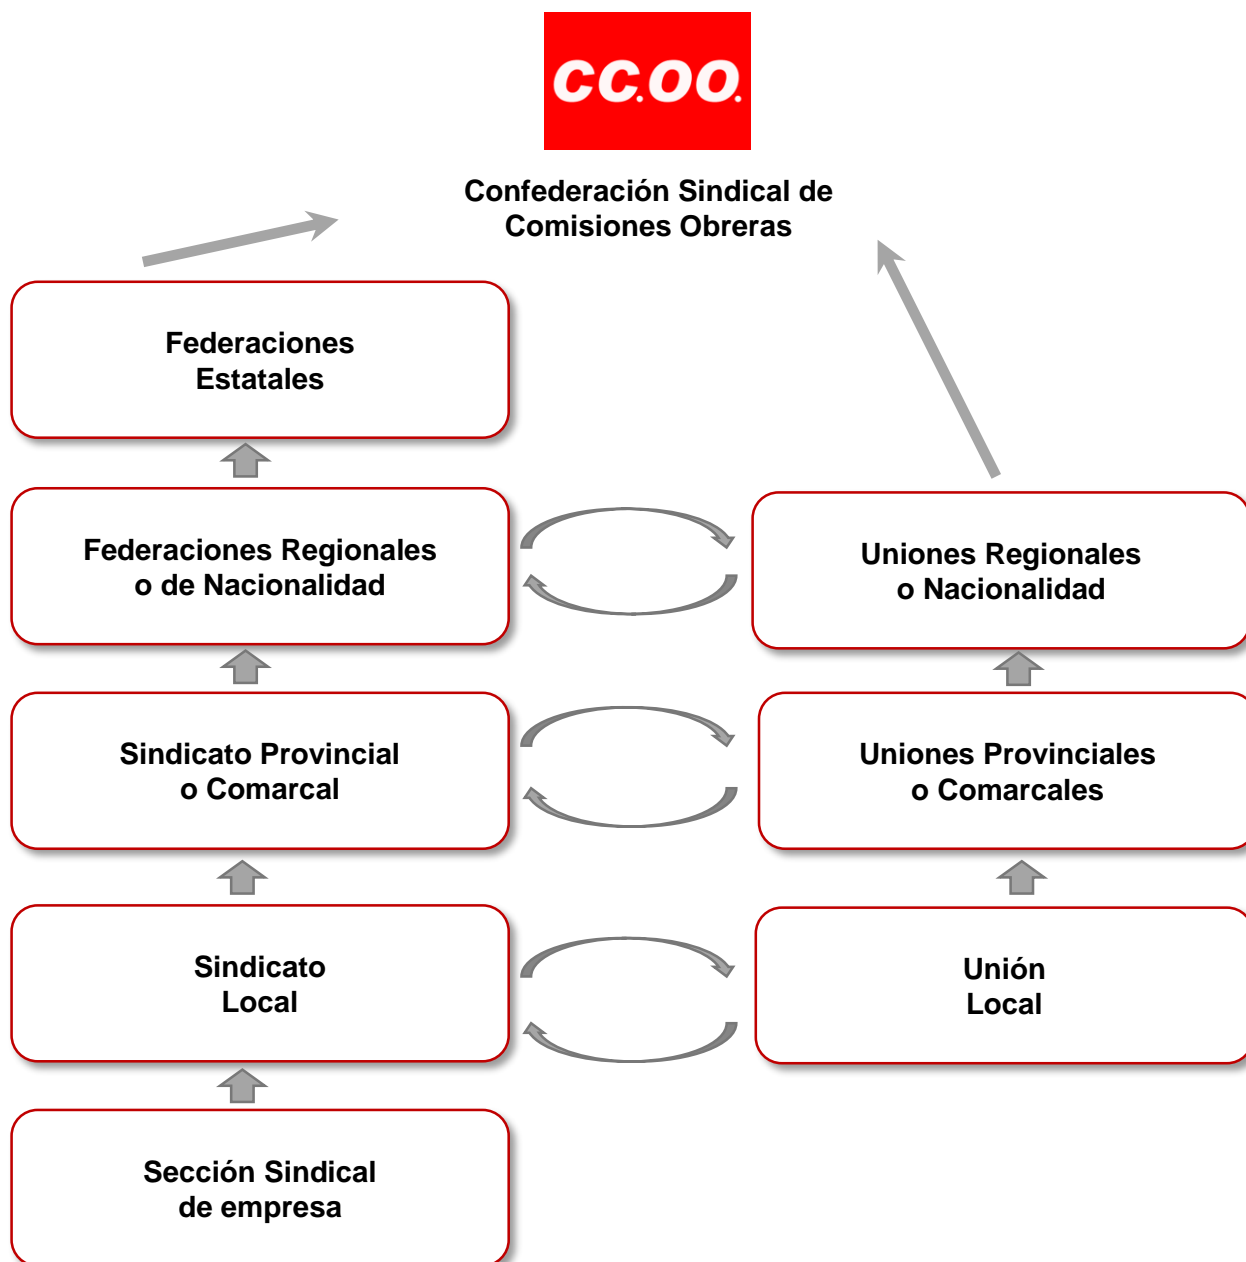 CC.OO.
Confederación Sindical de
Comisiones Obreras
Federaciones
Estatales
Federaciones Regionales
o de Nacionalidad
Uniones Regionales
o Nacionalidad
Sindicato Provincial
o Comarcal
Uniones Provinciales
o Comarcales
Sindicato
Local
Unión
Local
Sección Sindical
de empresa